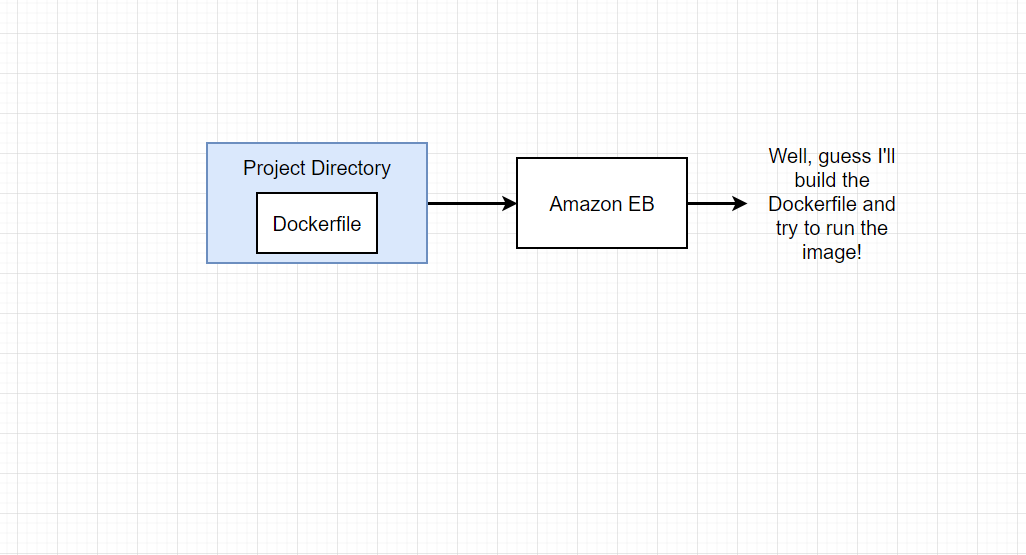 Project Directory
Dockerfile
Amazon EB
Well, guess I'll
build the
Dockerfile and
try to run the
image!